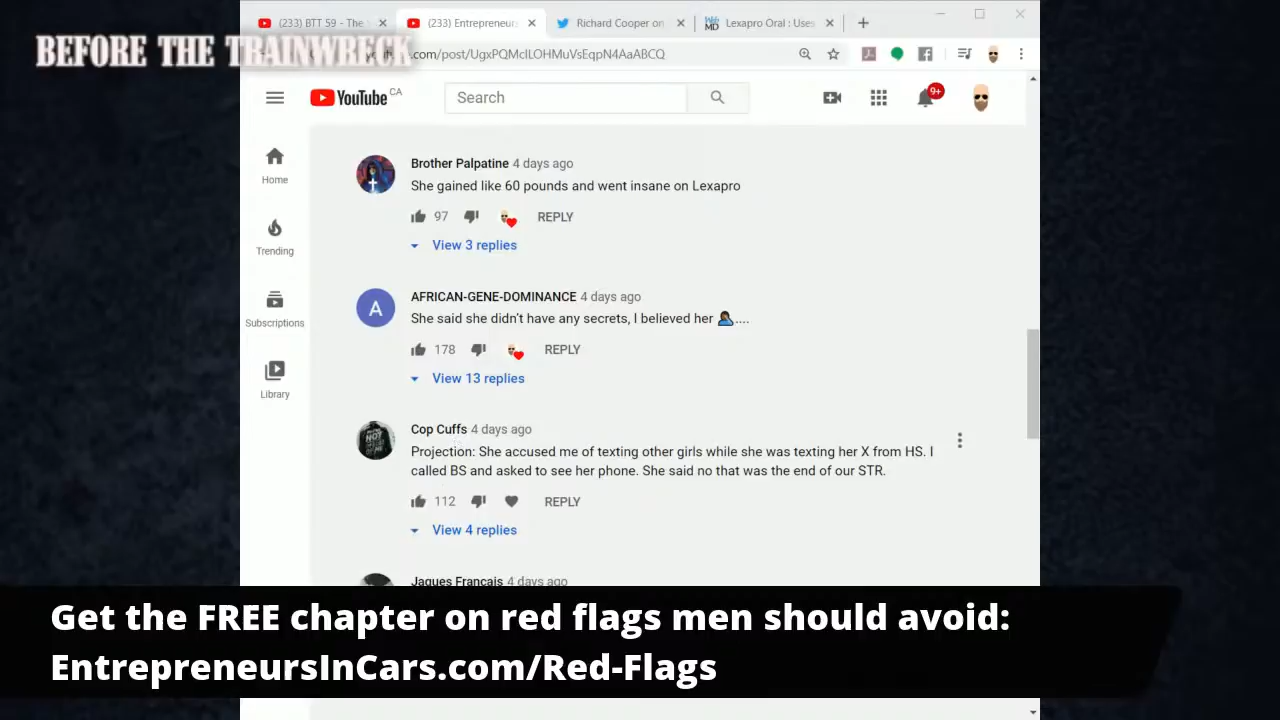 (233) BTT 59 - The
(233) Entrepreneurs
Richard Cooper on
Lexapro Oral : Uses
BEFORE THE TRAINWRECK
.com/post/UgxPQMclLOHMuVsEqpN4AaABCQ
YouTube CA
Search
9+
Home
Trending
Subscriptions
Library
Brother Palpatine 4 days ago
She gained like 60 pounds and went insane on Lexapro
97 REPLY
View 3 replies
A
AFRICAN-GENE-DOMINANCE 4 days ago
She said she didn't have any secrets, I believed her 🤦🏾‍♂️....
178 REPLY
View 13 replies
Cop Cuffs 4 days ago
Projection: She accused me of texting other girls while she was texting her X from HS. I
called BS and asked to see her phone. She said no that was the end of our STR.
112 REPLY
View 4 replies
Jaques Francais 4 days ago
Get the FREE chapter on red flags men should avoid:
EntrepreneursInCars.com/Red-Flags